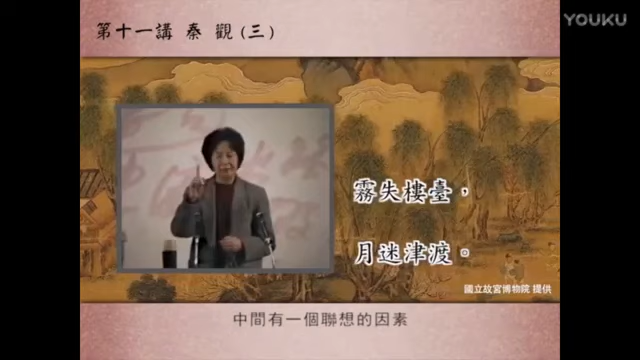 第十一講 秦 觀(三)
YOUKU
霧失樓臺，
月迷津渡。
國立故宮博物院 提供
中間有一個聯想的因素